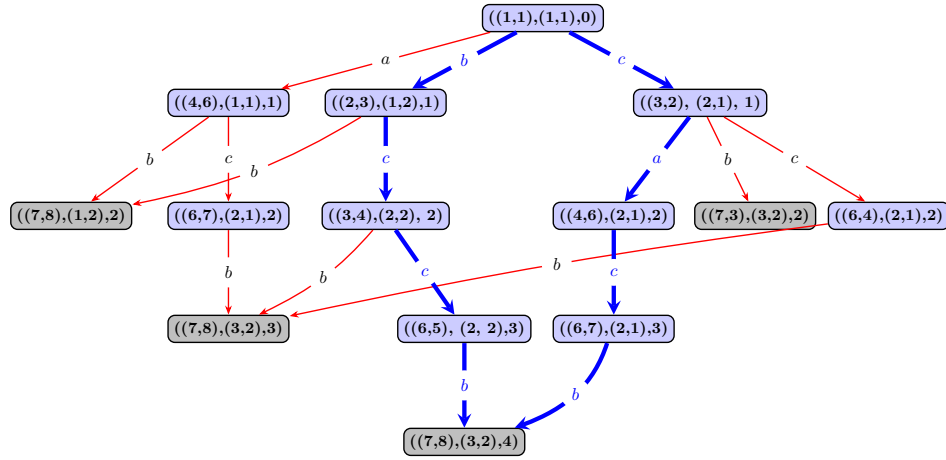 ((1,1),(1,1),0)
a
b
c
((4,6),(1,1),1)
((2,3),(1,2),1)
((3,2), (2,1), 1)
b
c
b
c
a
b
c
((7,8),(1,2),2)
((6,7),(2,1),2)
((3,4),(2,2), 2)
((4,6),(2,1),2)
((7,3),(3,2),2)
((6,4),(2,1),2)
b
b
c
c
b
((7,8),(3,2),3)
((6,5), (2, 2),3)
((6,7),(2,1),3)
b
b
((7,8),(3,2),4)